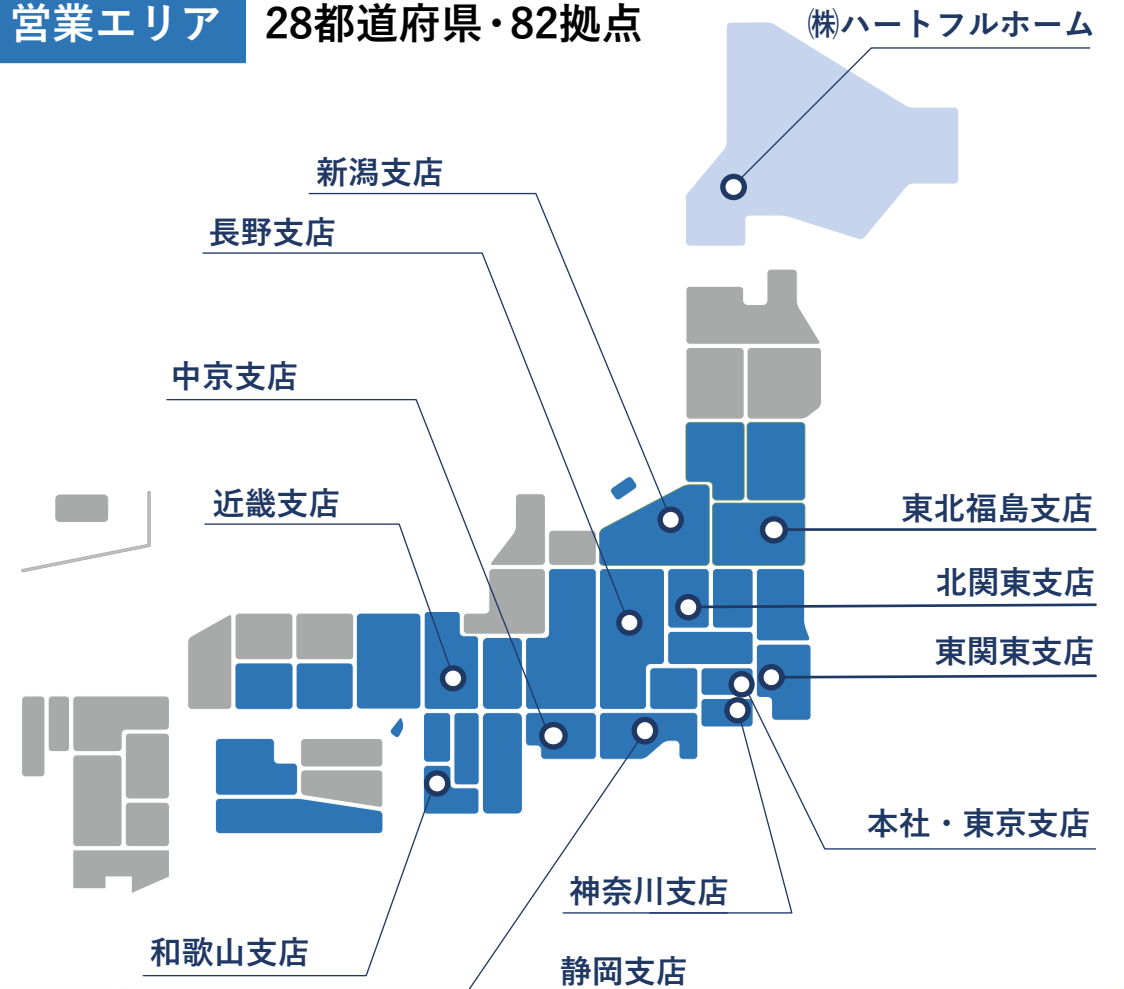 営業エリア
28都道府県・82拠点
㈱ハートフルホーム
新潟支店
長野支店
中京支店
近畿支店
東北福島支店
北関東支店
東関東支店
本社・東京支店
神奈川支店
和歌山支店
静岡支店